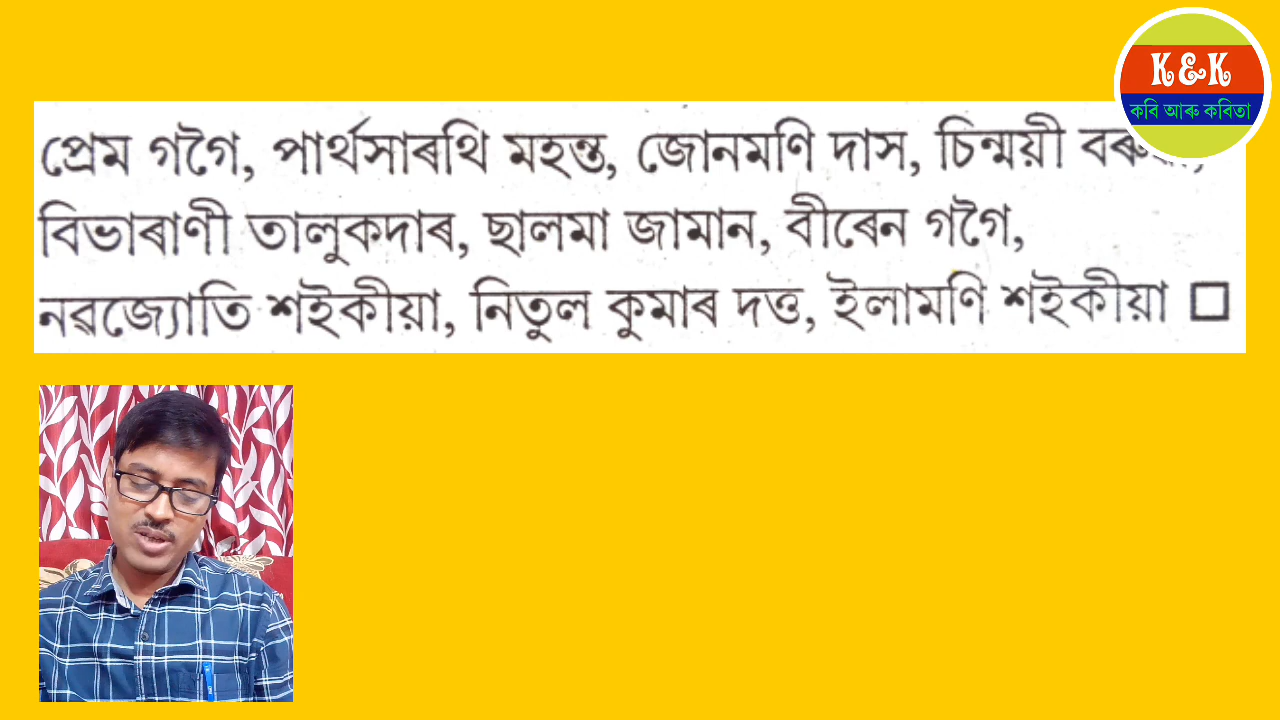 K&K
কবি আৰু কবিতা
প্ৰেম গগৈ, পাৰ্থসাৰথি মহন্ত, জোনমণি দাস, চিন্ময়ী
বিভাৰাণী তালুকদাৰ, ছালমা জামান, বীৰেন গগৈ,
নৱজ্যোতি শইকীয়া, নিতুল কুমাৰ দত্ত, ইলামণি শইকীয়া □